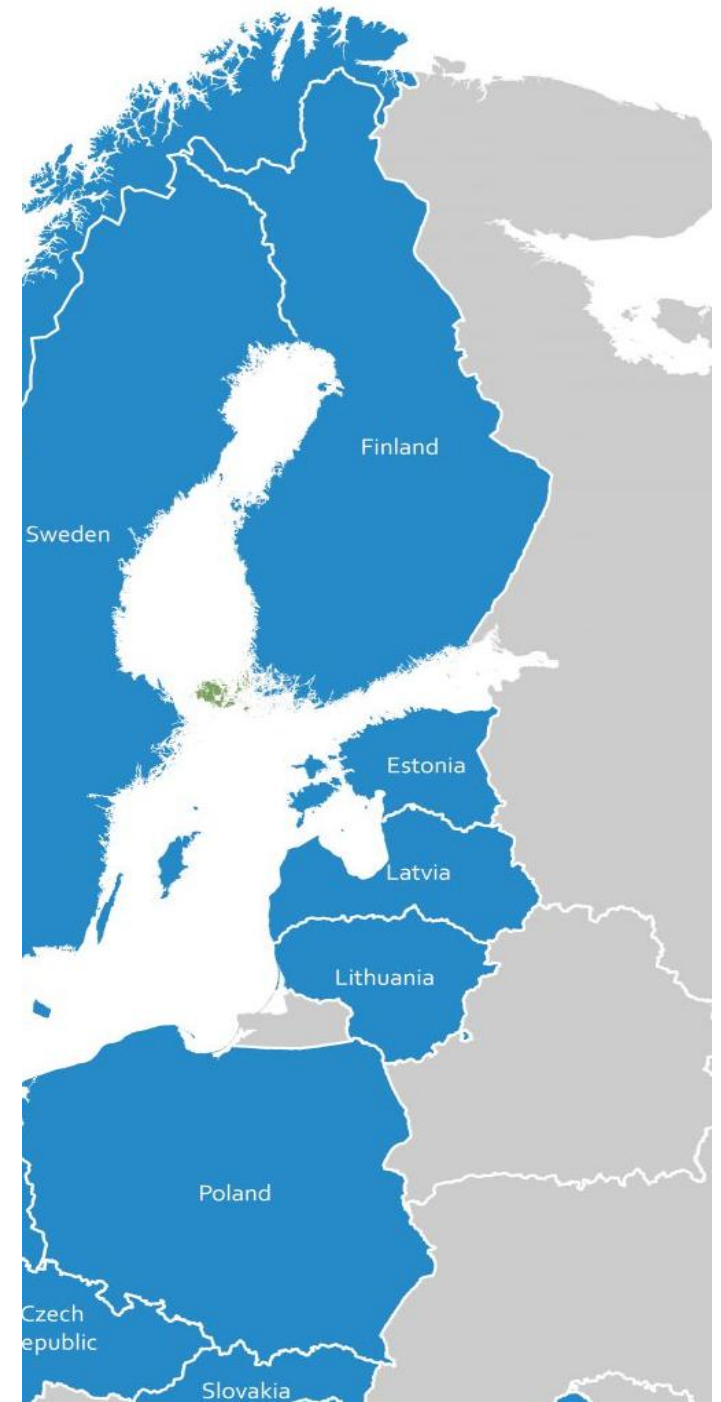 Finland
Sweden
Estonia
Latvia
Lithuania
Poland
Czech
epublic
Slovakia